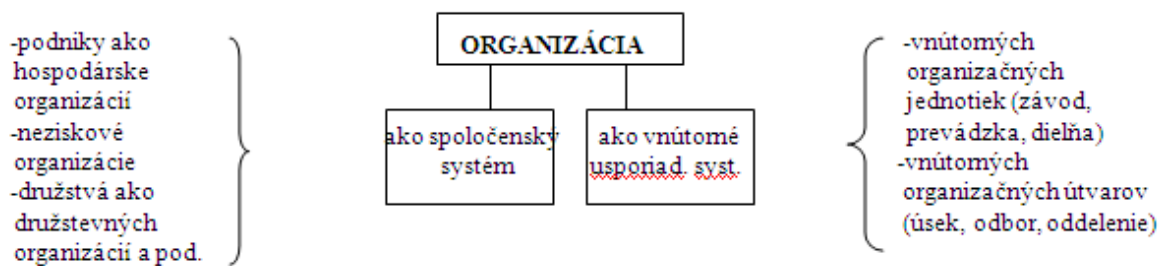 -podniky ako
hospodárske
organizácií
-neziskové
organizácie
-družstvá ako
družstevných
organizácií a pod.
ORGANIZÁCIA
ako spoločenský
systém
ako vnútorné
usporiad. syst.
-vnútorných
organizačných
jednotiek (závod,
prevádzka, dielňa)
-vnútorných
organizačných útvarov
(úsek, odbor, oddelenie)